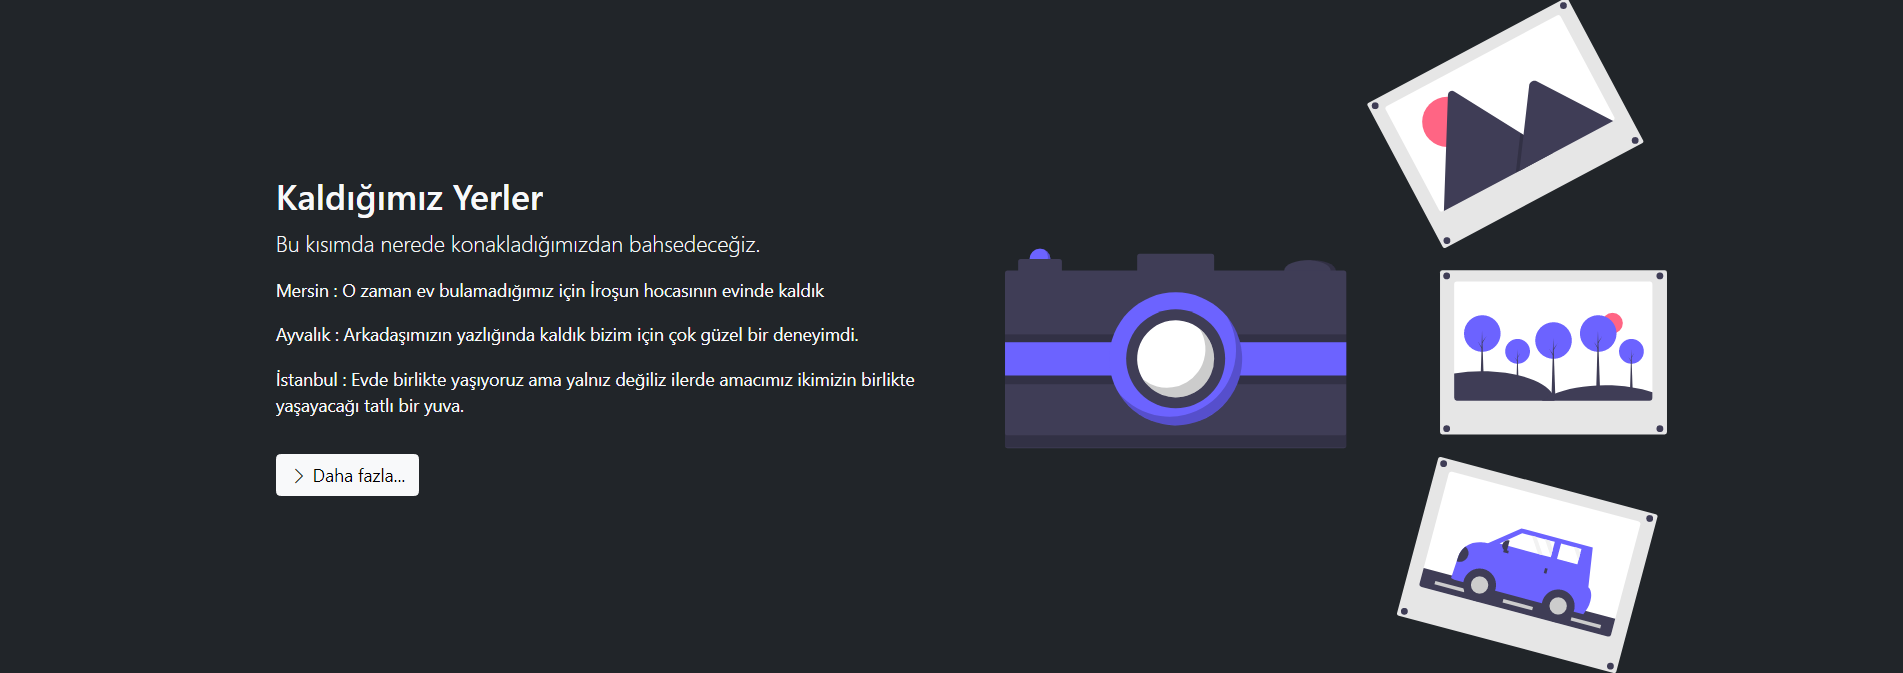 Kaldığımız Yerler
Bu kısımda nerede konakladığımızdan bahsedeceğiz.
Mersin : O zaman ev bulamadığımız için İroşun hocasının evinde kaldık
Ayvalık : Arkadaşımızın yazlığında kaldık bizim için çok güzel bir deneyimdi.
İstanbul : Evde birlikte yaşıyoruz ama yalnız değiliz ilerde amacımız ikimizin birlikte
yaşayacağı tatlı bir yuva.
Daha fazla...